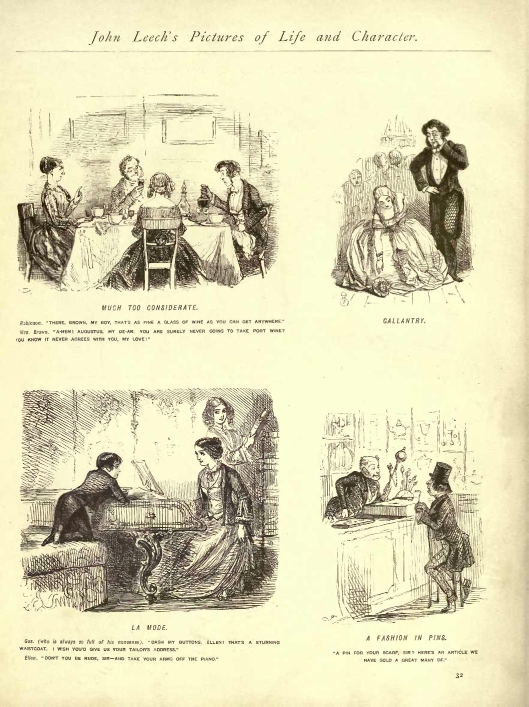 John Leech's Pictures of Life and Character.
MUCH TOO CONSIDERATE.
Robinson. "THERE, BROWN, MY BOY, THAT'S AS FINE A GLASS OF WINE AS YOU CAN GET ANYWHERE."
Mrs. Brown. "A-HEM! AUGUSTUS, MY DE-AR. YOU ARE SURELY NEVER GOING TO TAKE PORT WINE?
YOU KNOW IT NEVER AGREES WITH YOU, MY LOVE!"
GALLANTRY.
LA MODE.
Gus. (who is always so full of his nonsense). "DASH MY BUTTONS, ELLEN! THAT'S A STUNNING
WAISTCOAT. I WISH YOU'D GIVE US YOUR TAILOR'S ADDRESS."
Ellen. "DON'T YOU BE RUDE, SIR—AND TAKE YOUR ARMS OFF THE PIANO."
A FASHION IN PINS.
"A PIN FOR YOUR SCARF, SIR? HERE'S AN ARTICLE WE
HAVE SOLD A GREAT MANY OF."
32